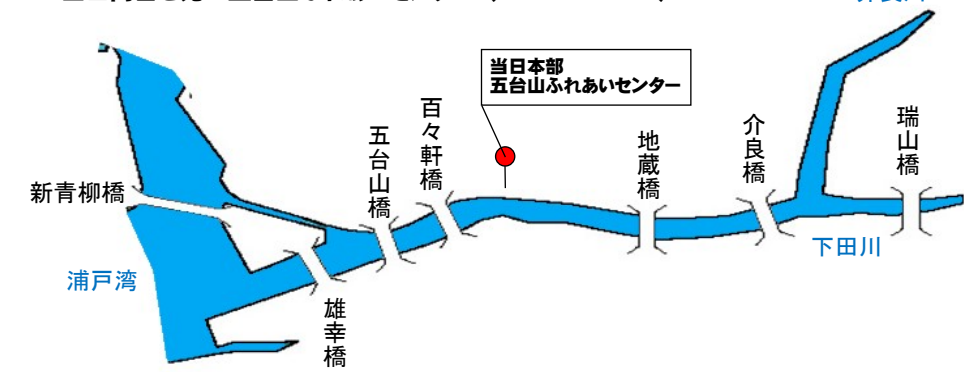 当日本部
五台山ふれあいセンター
百々軒橋
五台山橋
地蔵橋
介良橋
瑞山橋
新青柳橋
下田川
浦戸湾
雄幸橋